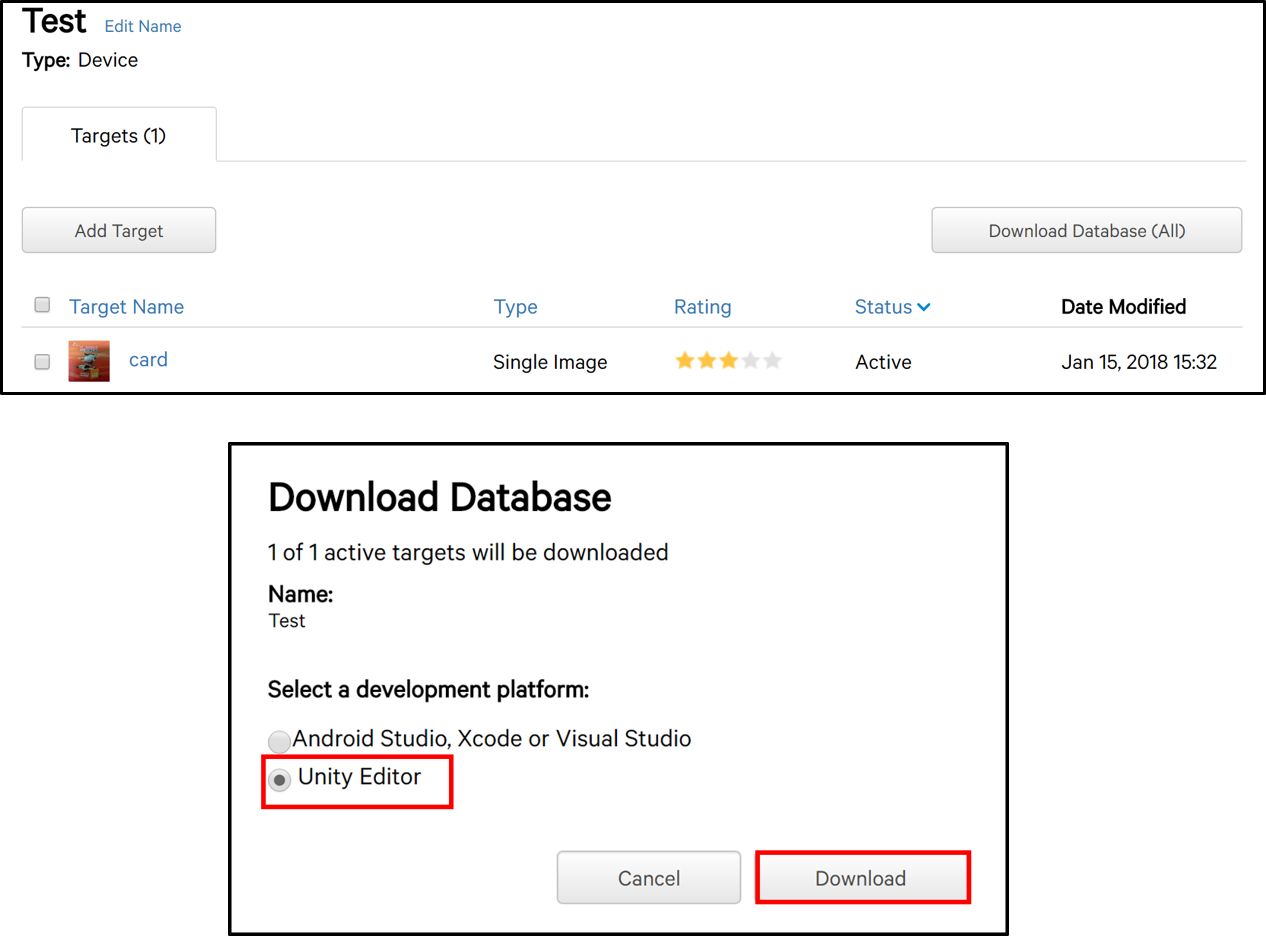 Test Edit Name
Type: Device
Targets (1)
Add Target Download Database (All)
Target Name Type Rating Status Date Modified
card Single Image Active Jan 15, 2018 15:32
Download Database
1 of 1 active targets will be downloaded
Name:
Test
Select a development platform:
Android Studio, Xcode or Visual Studio
Unity Editor
Cancel Download